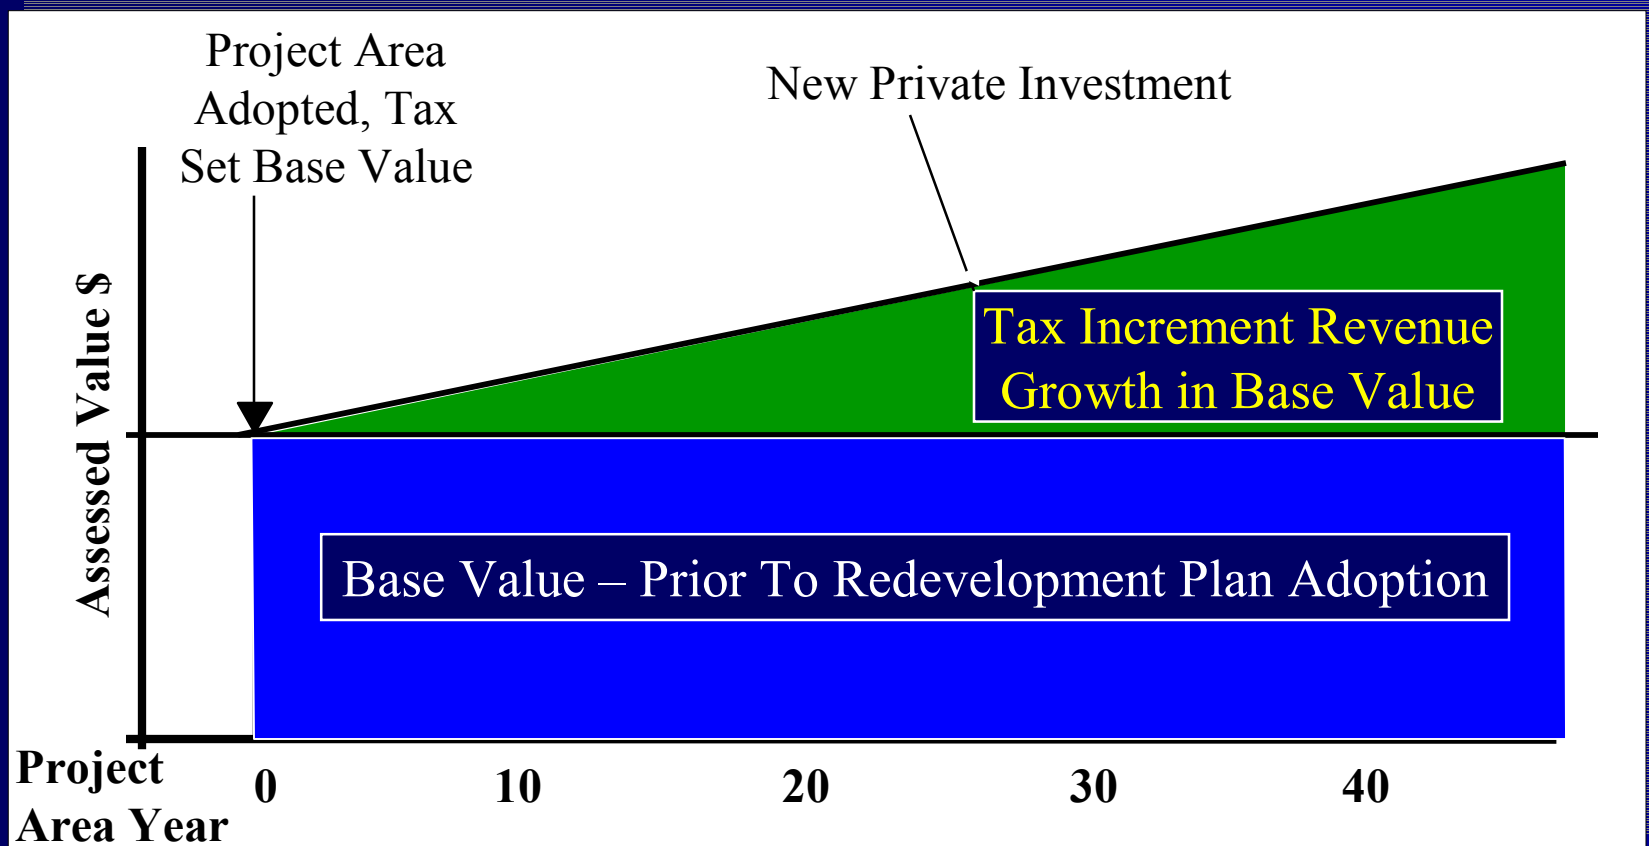 Project Area
Adopted, Tax
Set Base Value
New Private Investment
Assessed Value $
Tax Increment Revenue
Growth in Base Value
Base Value – Prior To Redevelopment Plan Adoption
Project
Area Year
0 10 20 30 40